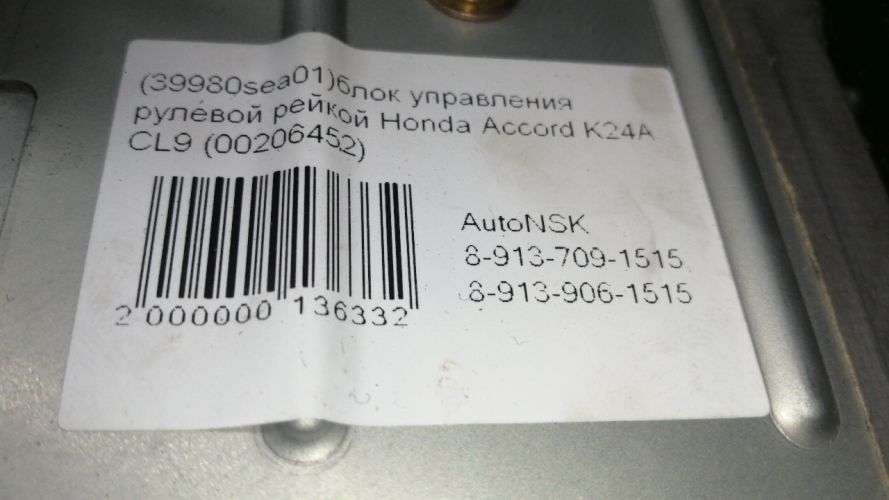 (39980sea01)блок управления
рулевой рейкой Honda Accord K24A
CL9 (00206452)
AutoNSK
8-913-709-1515
8-913-906-1515
2 000000 136332